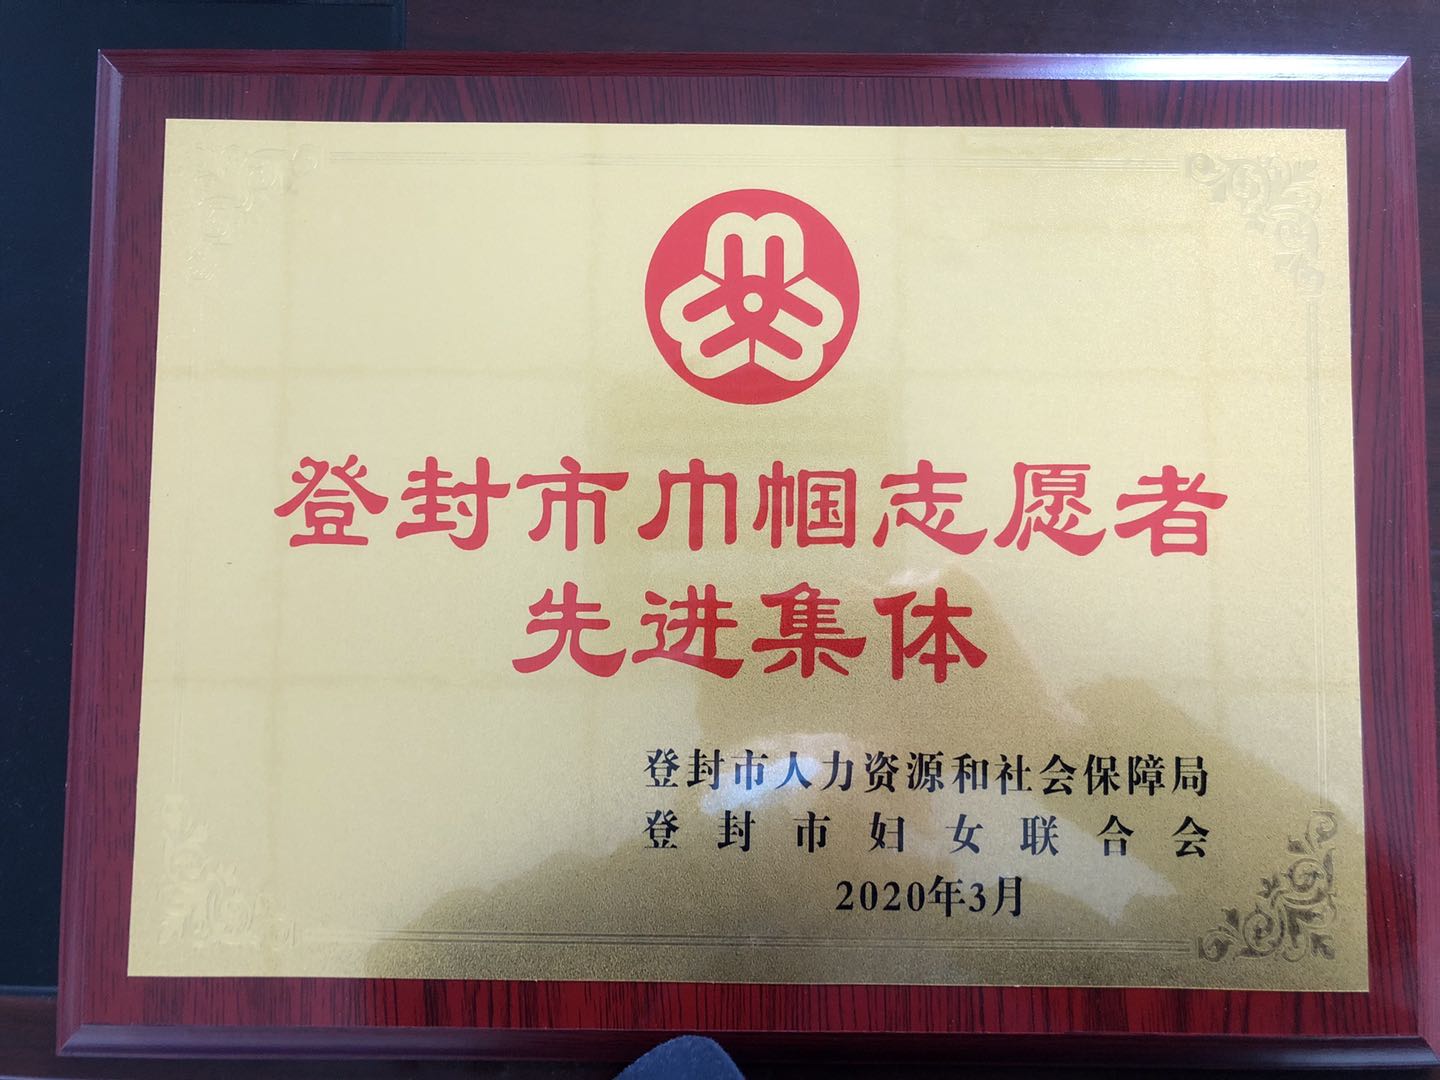 登封市巾帼志愿者
先进集体
登封市人力资源和社会保障局
登封市妇女联合会
2020年3月